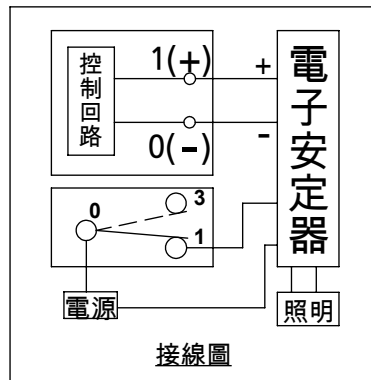 控制回路
1(+)
0(-)
+
-
電子安定器
0
3
1
電源
照明
接線圖